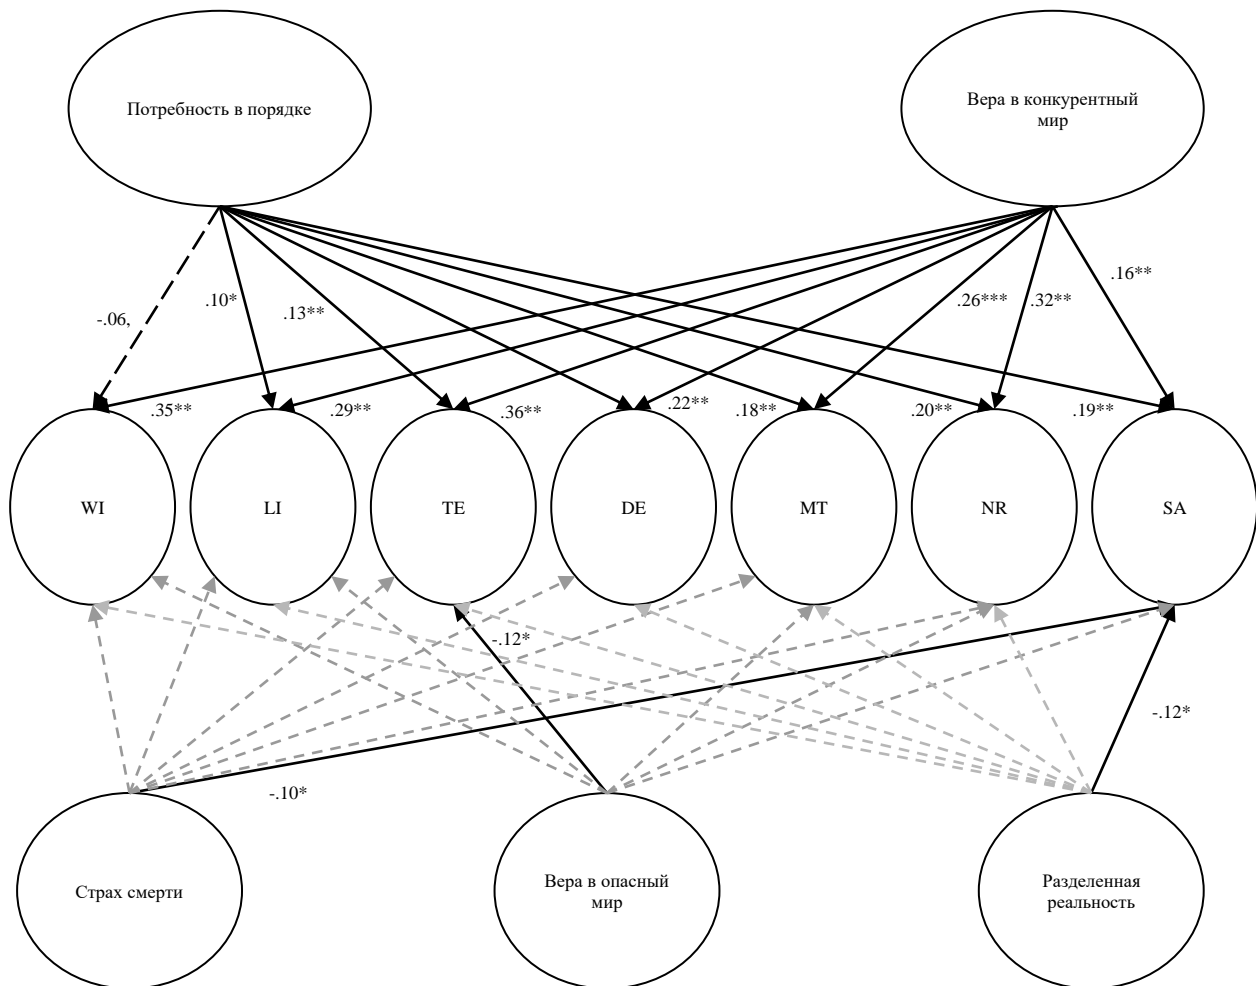 Потребность в порядке
Вера в конкурентный
мир
.16**
.10*
.26***
.32**
.13**
-.06,
.35**
.29**
.36**
.22**
.18**
.20**
.19**
WI
LI
TE
DE
MT
NR
SA
-.12*
-.12*
-.10*
Страх смерти
Вера в опасный
мир
Разделенная
реальность